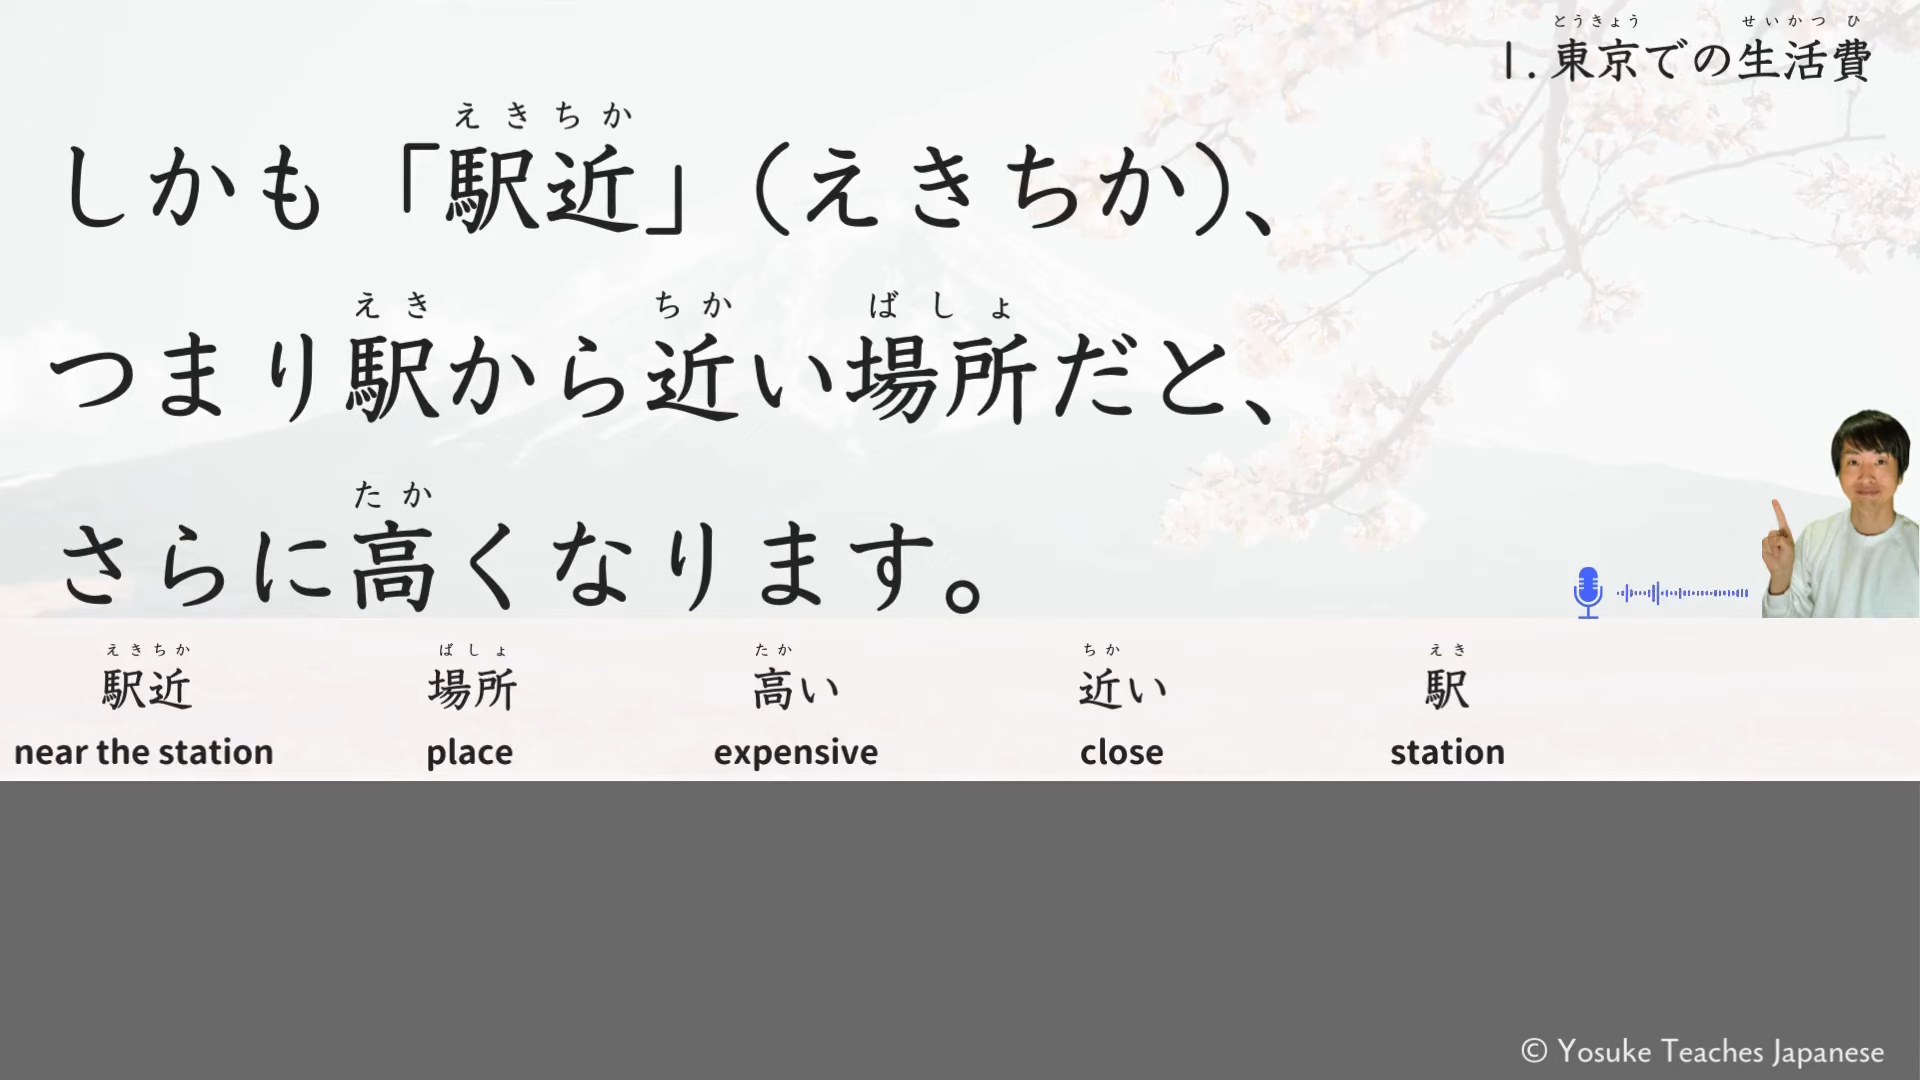 とうきょう せいかつ ひ
1. 東京での生活費
えきちか
しかも「駅近」(えきちか)、
えき ちか ばしょ
つまり駅から近い場所だと、
たか
さらに高くなります。
えきちか ばしょ たか ちか えき
駅近 場所 高い 近い 駅
near the station place expensive close station
© Yosuke Teaches Japanese